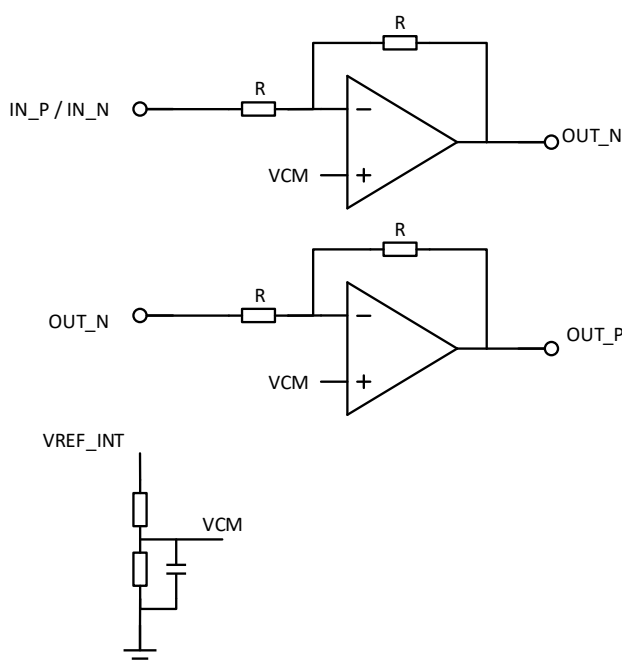 R
R
IN_P / IN_N
−
OUT_N
VCM
+
R
R
OUT_N
−
OUT_P
VCM
+
VREF_INT
VCM